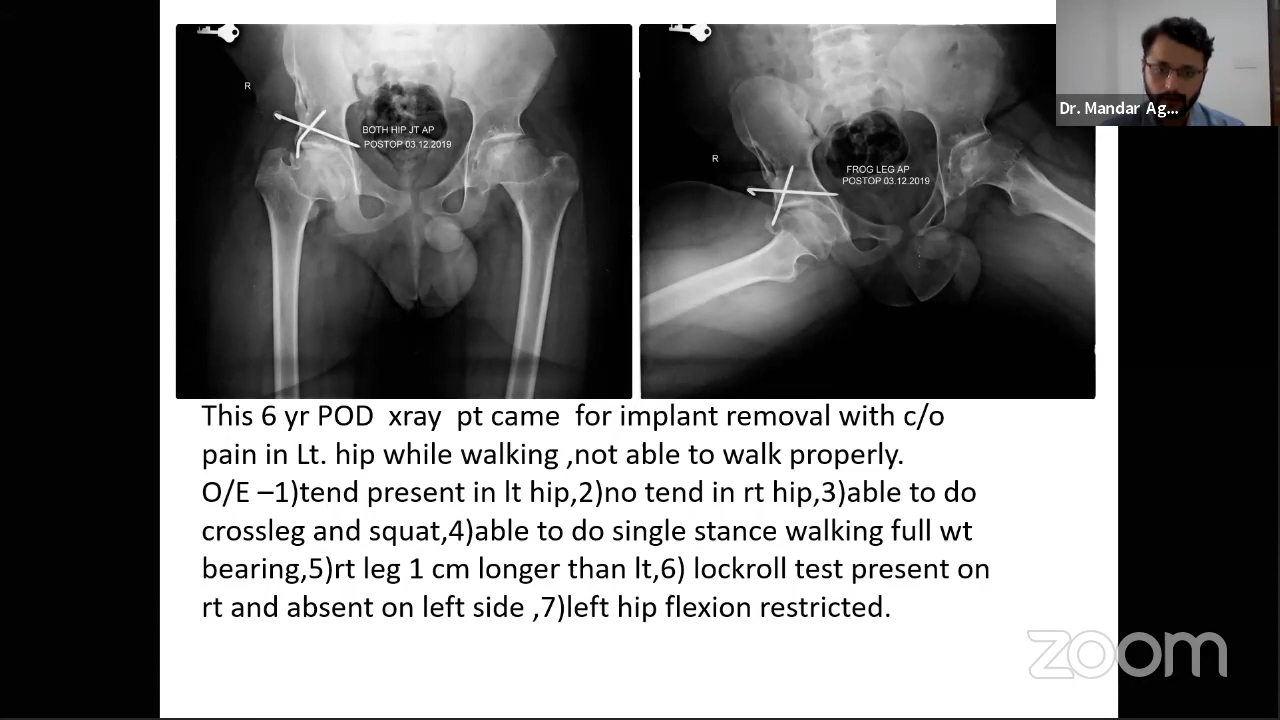 R
BOTH HIP JT AP
POSTOP 03.12.2019
R
FROG LEG AP
POSTOP 03.12.2019
Dr. Mandar Ag...
This 6 yr POD xray pt came for implant removal with c/o
pain in Lt. hip while walking ,not able to walk properly.
O/E –1)tend present in lt hip,2)no tend in rt hip,3)able to do
crossleg and squat,4)able to do single stance walking full wt
bearing,5)rt leg 1 cm longer than lt,6) lockroll test present on
rt and absent on left side ,7)left hip flexion restricted.
zoom